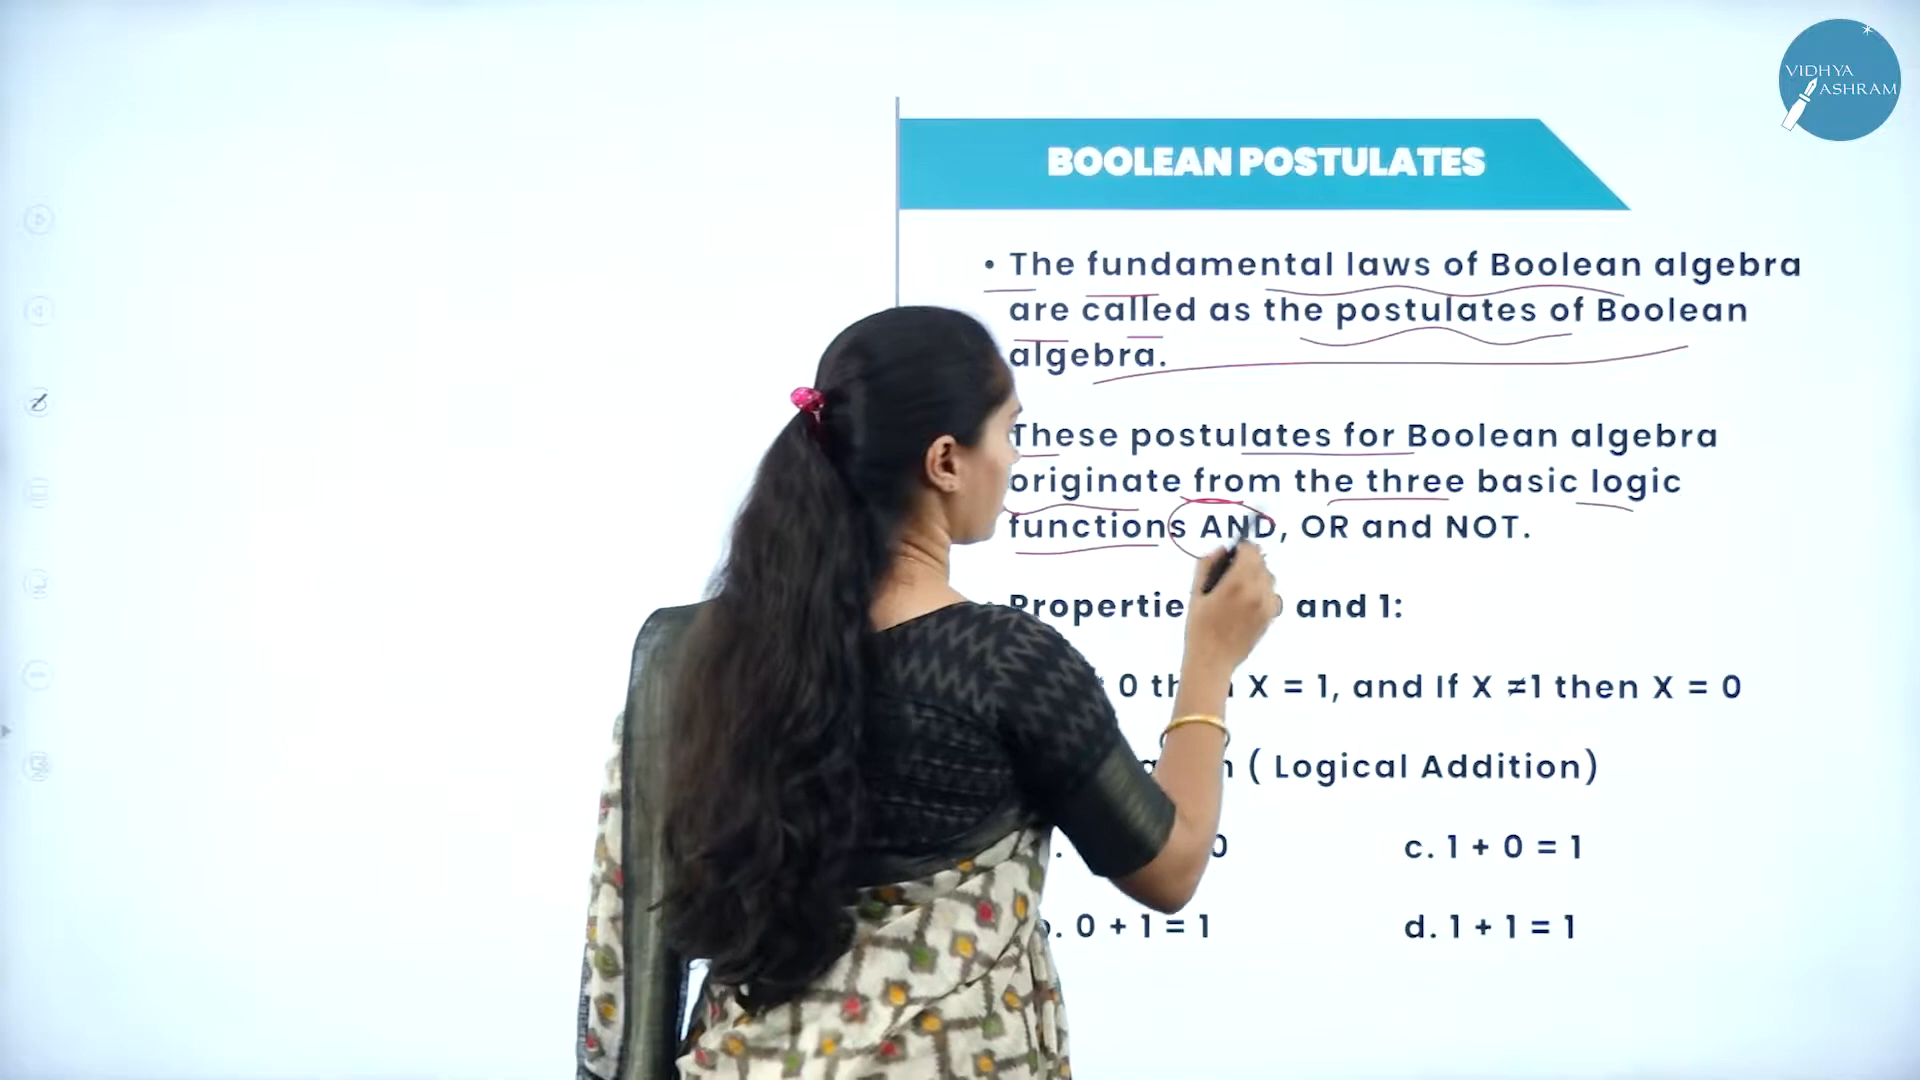 VIDHYA
ASHRAM
BOOLEAN POSTULATES
• The fundamental laws of Boolean algebra
are called as the postulates of Boolean
algebra.
These postulates for Boolean algebra
originate from the three basic logic
functions AND, OR and NOT.
and 1:
0 X = 1, and If X ≠1 then X = 0
( Logical Addition)
0 c. 1 + 0 = 1
. 0 + 1 = 1 d. 1 + 1 = 1